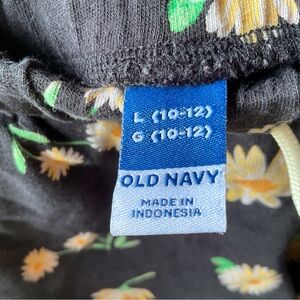 L (10-12)
G (10-12)
OLD NAVY
MADE IN
INDONESIA